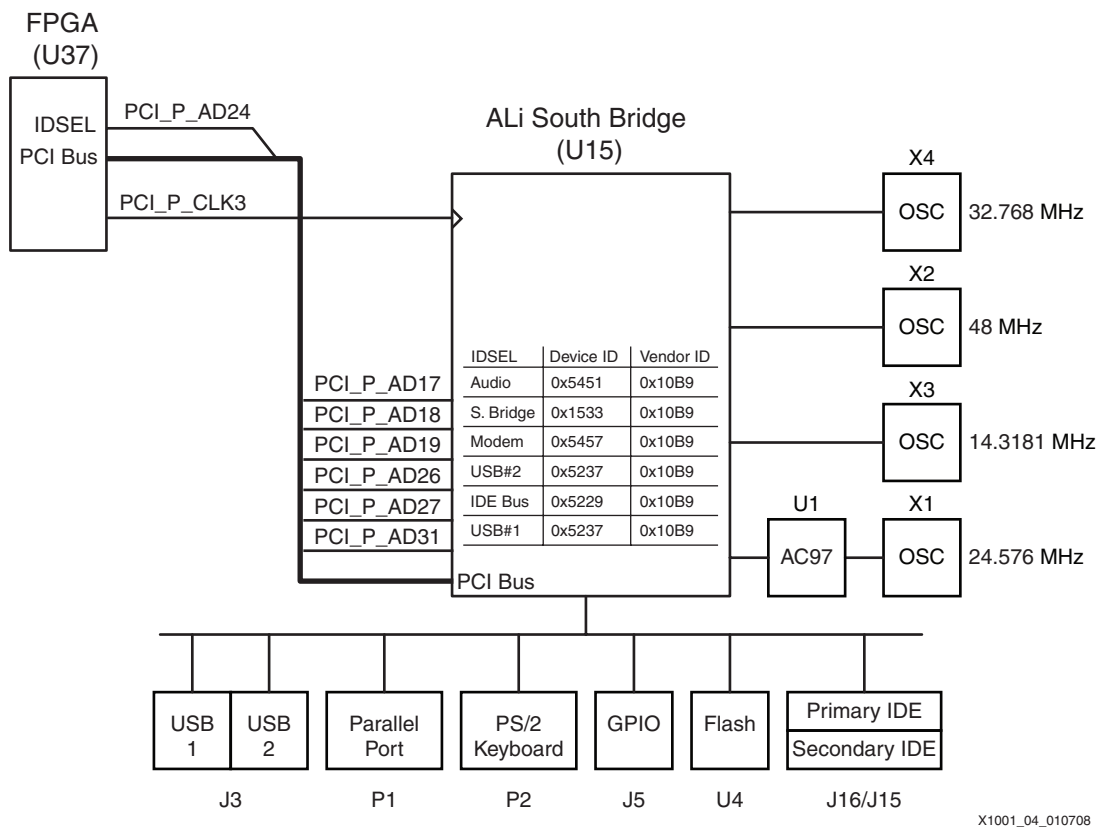 FPGA
(U37)
IDSEL
PCI Bus
PCI_P_AD24
PCI_P_CLK3
ALi South Bridge
(U15)
X4
OSC
32.768 MHz
X2
OSC
48 MHz
X3
OSC
14.3181 MHz
U1
AC97
X1
OSC
24.576 MHz
PCI_P_AD17
PCI_P_AD18
PCI_P_AD19
PCI_P_AD26
PCI_P_AD27
PCI_P_AD31
IDSEL Device ID Vendor ID
Audio 0x5451 0x10B9
S. Bridge 0x1533 0x10B9
Modem 0x5457 0x10B9
USB#2 0x5237 0x10B9
IDE Bus 0x5229 0x10B9
USB#1 0x5237 0x10B9
PCI Bus
USB
1
USB
2
Parallel
Port
PS/2
Keyboard
GPIO
Flash
Primary IDE
Secondary IDE
J3
P1
P2
J5
U4
J16/J15
X1001_04_010708